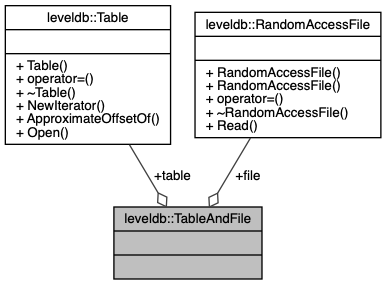 leveldb::Table
+ Table()
+ operator=()
+ ~Table()
+ NewIterator()
+ ApproximateOffsetOf()
+ Open()
leveldb::RandomAccessFile
+ RandomAccessFile()
+ RandomAccessFile()
+ operator=()
+ ~RandomAccessFile()
+ Read()
+table
+file
leveldb::TableAndFile